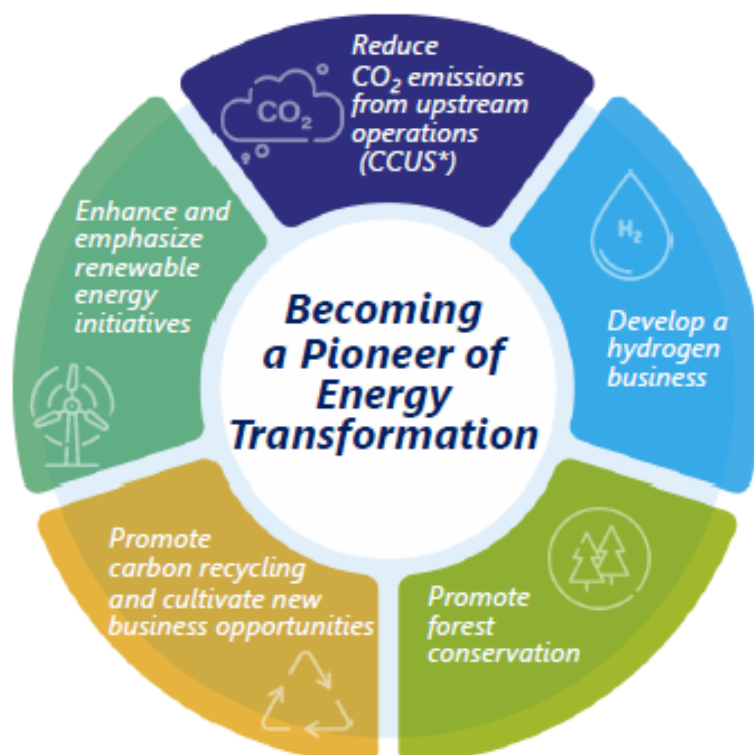 Reduce
CO₂ emissions
from upstream
operations
(CCUS*)
CO₂
H₂
Develop a
hydrogen
business
Promote
forest
conservation
Promote
carbon recycling
and cultivate new
business opportunities
Enhance and
emphasize
renewable
energy
initiatives
Becoming
a Pioneer of
Energy
Transformation